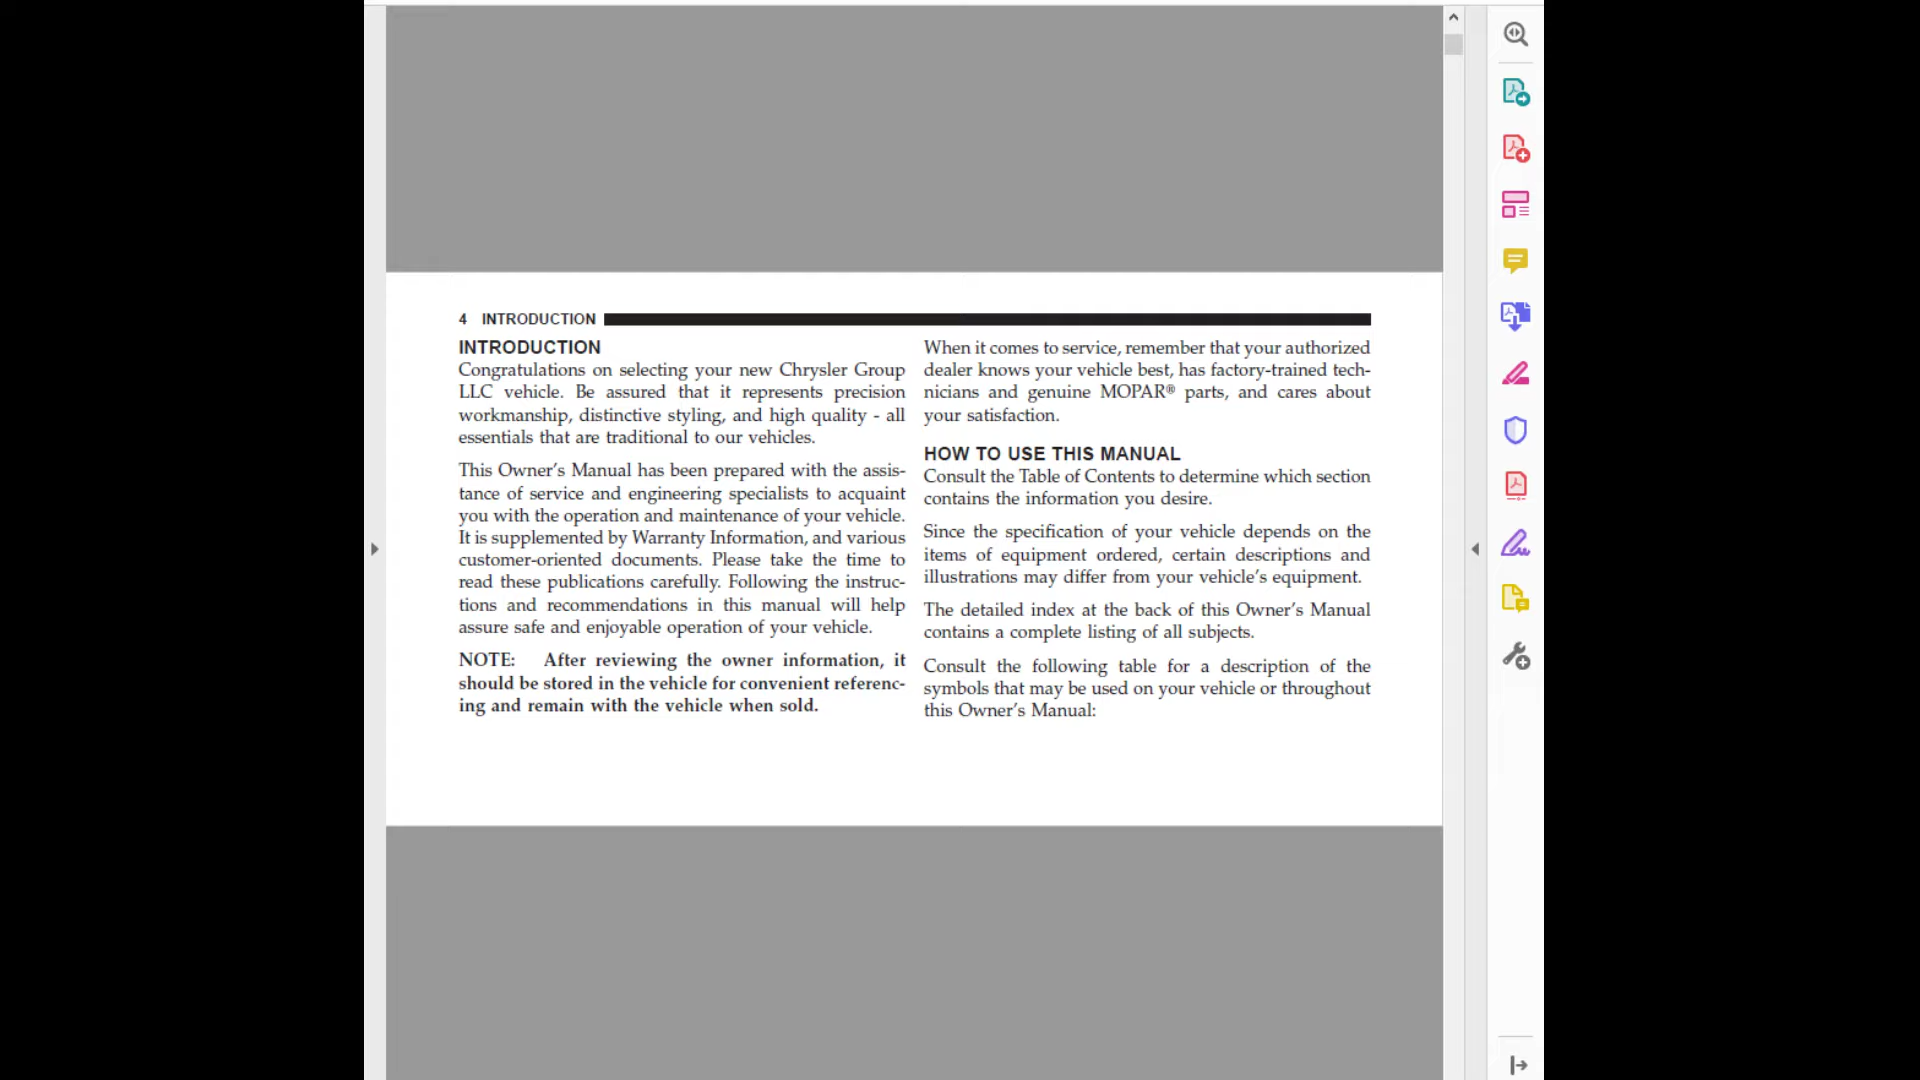 4 INTRODUCTION
INTRODUCTION
Congratulations on selecting your new Chrysler Group
LLC vehicle. Be assured that it represents precision
workmanship, distinctive styling, and high quality - all
essentials that are traditional to our vehicles.
This Owner’s Manual has been prepared with the assis-
tance of service and engineering specialists to acquaint
you with the operation and maintenance of your vehicle.
It is supplemented by Warranty Information, and various
customer-oriented documents. Please take the time to
read these publications carefully. Following the instruc-
tions and recommendations in this manual will help
assure safe and enjoyable operation of your vehicle.
NOTE: After reviewing the owner information, it
should be stored in the vehicle for convenient referenc-
ing and remain with the vehicle when sold.
When it comes to service, remember that your authorized
dealer knows your vehicle best, has factory-trained tech-
nicians and genuine MOPAR® parts, and cares about
your satisfaction.
HOW TO USE THIS MANUAL
Consult the Table of Contents to determine which section
contains the information you desire.
Since the specification of your vehicle depends on the
items of equipment ordered, certain descriptions and
illustrations may differ from your vehicle’s equipment.
The detailed index at the back of this Owner’s Manual
contains a complete listing of all subjects.
Consult the following table for a description of the
symbols that may be used on your vehicle or throughout
this Owner’s Manual: